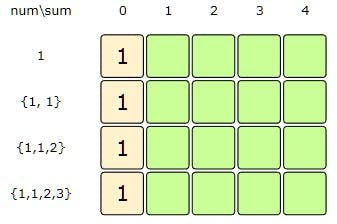 num\sum 0 1 2 3 4
1 1
{1, 1} 1
{1,1,2} 1
{1,1,2,3} 1